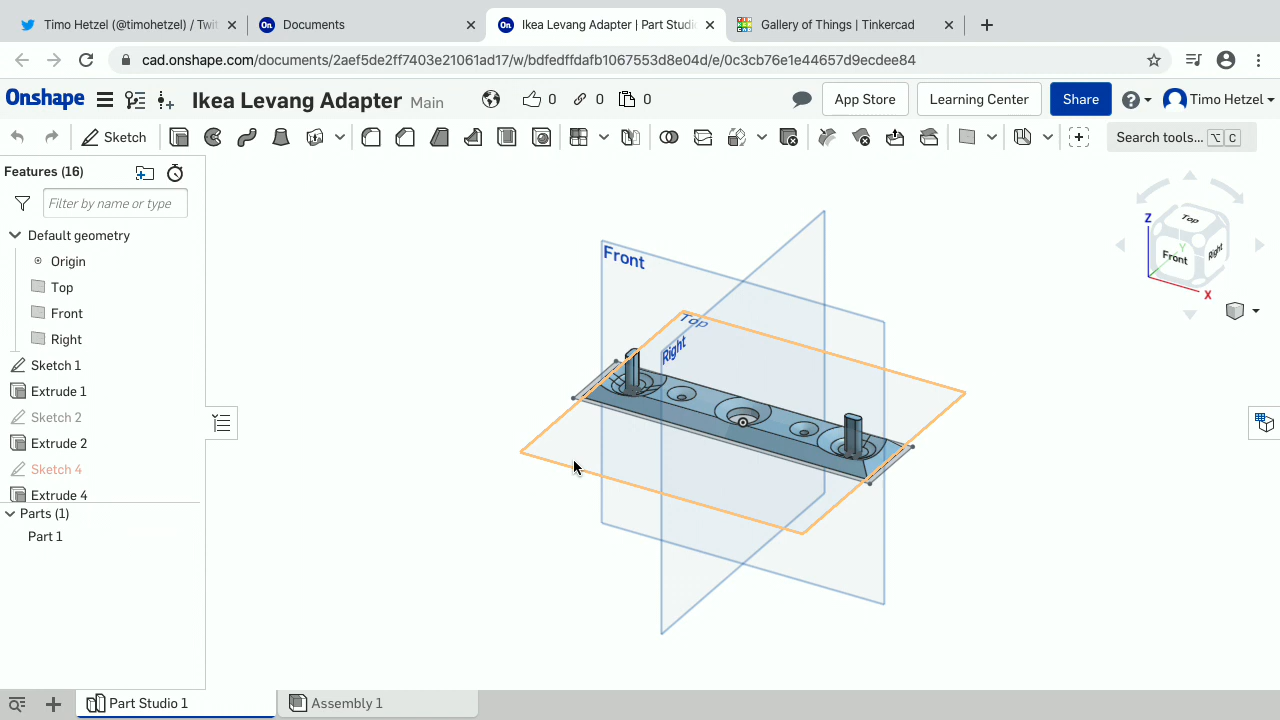 Timo Hetzel (@timohetzel) / Twit
On Documents
On Ikea Levang Adapter | Part Studi
Gallery of Things | Tinkercad
cad.onshape.com/documents/2aef5de2ff7403e21061ad17/w/bdfedffdafb1067553d8e04d/e/0c3cb76e1e44657d9ecdee84
Onshape
Ikea Levang Adapter Main
0
0
0
App Store
Learning Center
Share
Timo Hetzel
Sketch
Search tools... ⌥ C
Features (16)
Filter by name or type
Default geometry
Origin
Top
Front
Right
Sketch 1
Extrude 1
Sketch 2
Extrude 2
Sketch 4
Extrude 4
Parts (1)
Part 1
Front
Top
Right
Z
Top
Y
Front
Right
X
Part Studio 1
Assembly 1